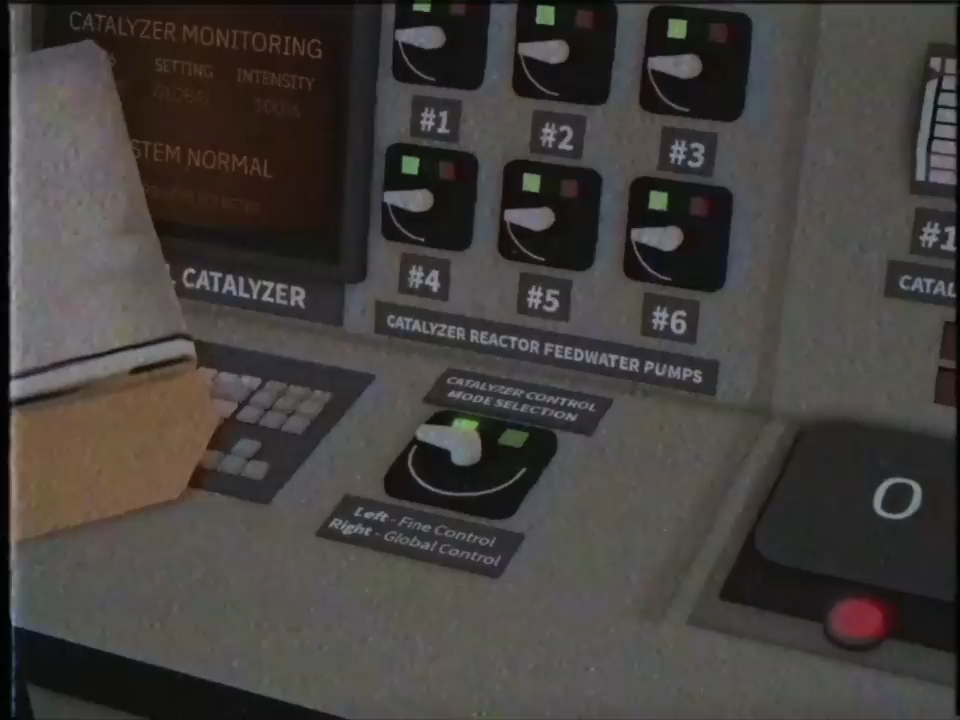 CATALYZER MONITORING
SETTING INTENSITY
GLOBAL 100%
STEM NORMAL
CATALYZER
#1
#2
#3
#4
#5
#6
CATALYZER REACTOR FEEDWATER PUMPS
CATALYZER CONTROL
MODE SELECTION
Left - Fine Control
Right - Global Control
#1
CATAL
O